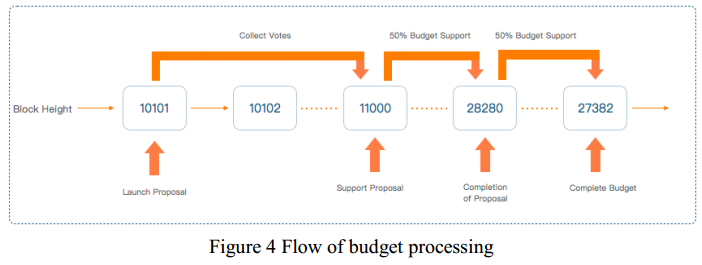 Collect Votes
50% Budget Support
50% Budget Support
Block Height
10101
10102
11000
28280
27382
Launch Proposal
Support Proposal
Completion
of Proposal
Complete Budget
Figure 4 Flow of budget processing